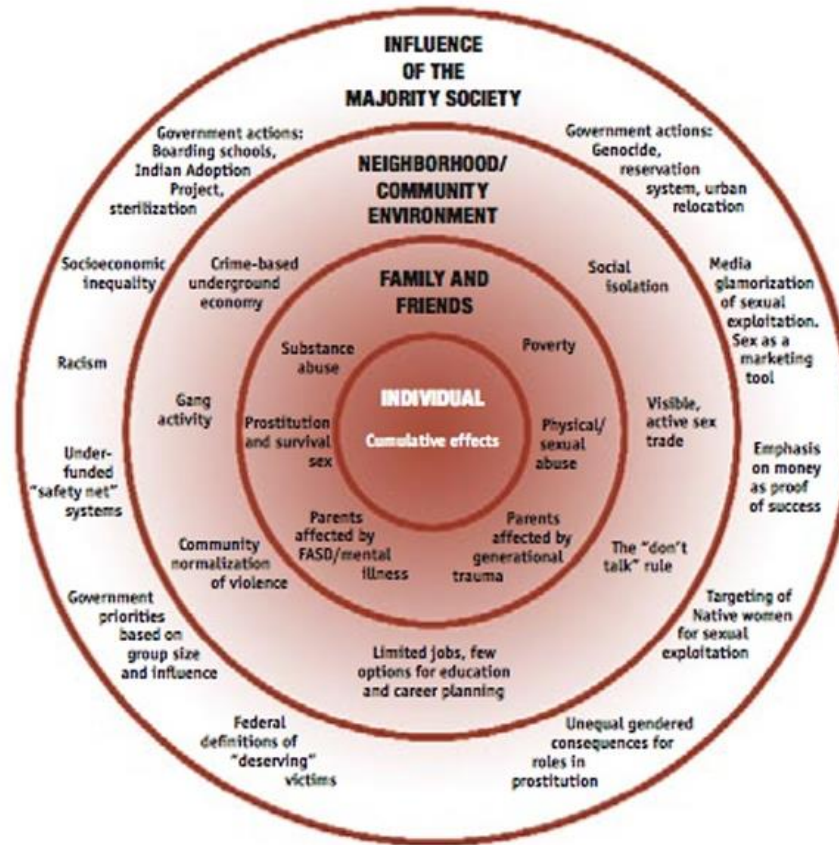 INFLUENCE
OF THE
MAJORITY SOCIETY
Government actions:
Boarding schools,
Indian Adoption
Project,
sterilization
Government actions:
Genocide,
reservation
system, urban
relocation
Socioeconomic
inequality
Media
glamorization
of sexual
exploitation.
Sex as a
marketing
tool
Racism
Under-
funded
"safety net"
systems
Emphasis
on money
as proof
of success
Government
priorities
based on
group size
and influence
Targeting of
Native women
for sexual
exploitation
Federal
definitions of
"deserving"
victims
Unequal gendered
consequences for
roles in
prostitution
NEIGHBORHOOD/
COMMUNITY
ENVIRONMENT
Crime-based
underground
economy
Social
isolation
Gang
activity
Visible,
active sex
trade
Community
normalization
of violence
The "don't
talk" rule
Limited jobs, few
options for education
and career planning
FAMILY AND
FRIENDS
Substance
abuse
Poverty
Prostitution
and survival
sex
Physical/
sexual
abuse
Parents
affected by
FASD/mental
illness
Parents
affected by
generational
trauma
INDIVIDUAL
Cumulative effects